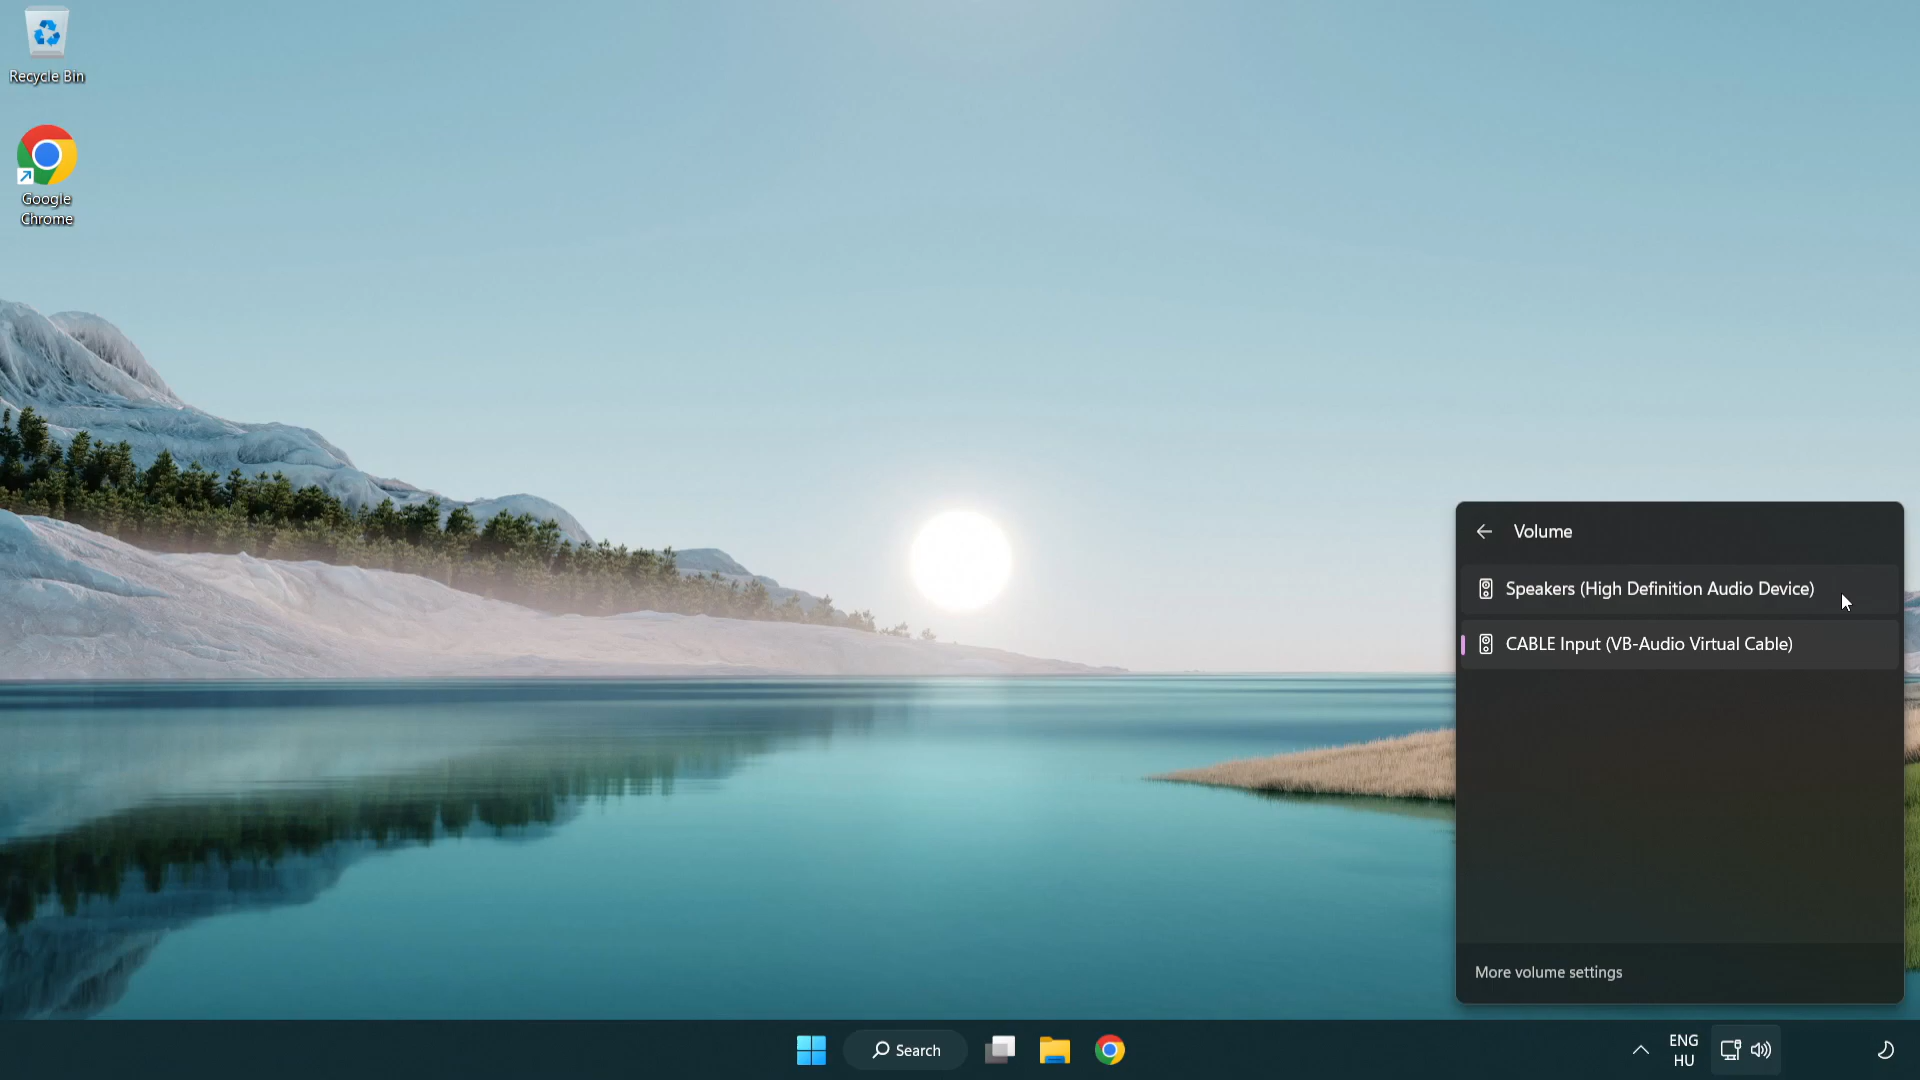 Recycle Bin
Google
Chrome
Volume
Speakers (High Definition Audio Device)
CABLE Input (VB-Audio Virtual Cable)
More volume settings
Search
ENG
HU